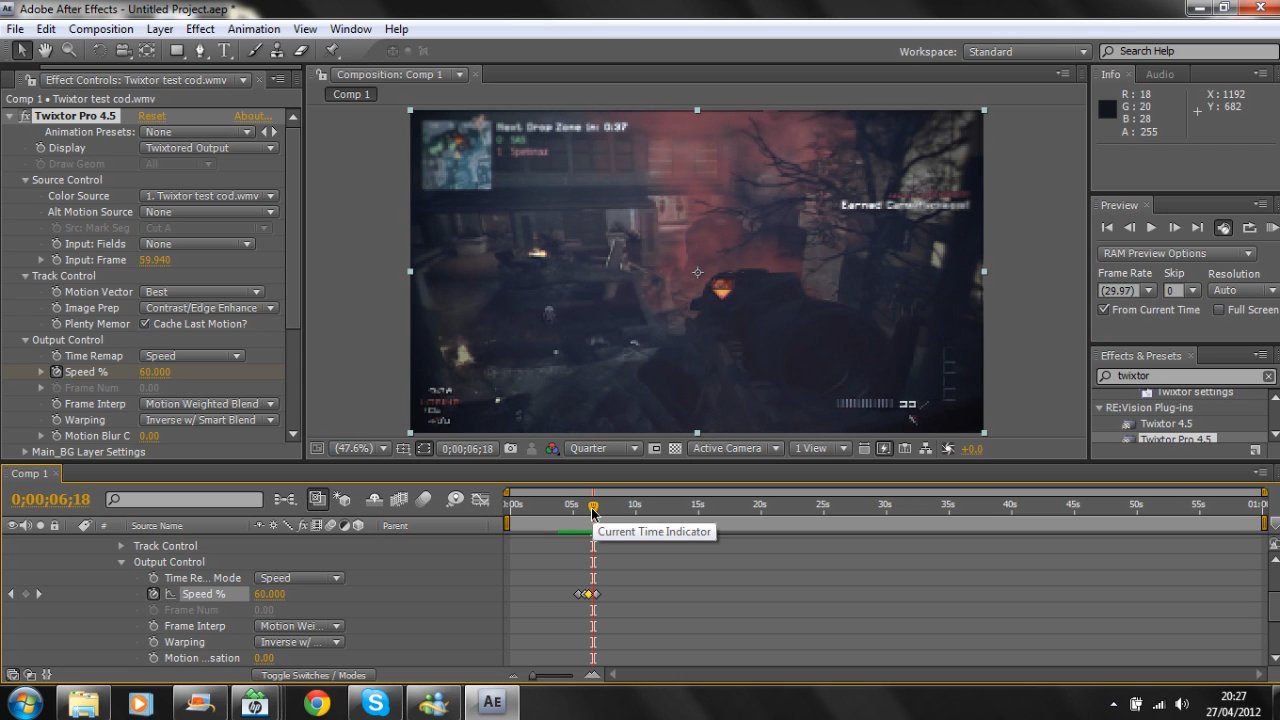 Adobe After Effects - Untitled Project.aep *
File Edit Composition Layer Effect Animation View Window Help
Workspace: Standard Search Help
Effect Controls: Twixtor test cod.wmv
Comp 1 • Twixtor test cod.wmv
Twixtor Pro 4.5 Reset About...
Animation Presets: None
Display Twixtored Output
Draw Geom All
Source Control
Color Source 1. Twixtor test cod.wmv
Alt Motion Source None
Src: Mark Seg Cut A
Input: Fields None
Input: Frame 59.940
Track Control
Motion Vector Best
Image Prep Contrast/Edge Enhance
Plenty Memor Cache Last Motion?
Output Control
Time Remap Speed
Speed % 60.000
Frame Num 0.00
Frame Interp Motion Weighted Blend
Warping Inverse w/ Smart Blend
Motion Blur C 0.00
Main_BG Layer Settings
Composition: Comp 1
Comp 1
Next Drop Zone in: 0:37
(47.6%) 0;00;06;18 Quarter Active Camera 1 View +0.0
Info Audio
R: 18 X: 1192
G: 20 Y: 682
B: 28
A: 255
Preview
RAM Preview Options
Frame Rate Skip Resolution
(29.97) 0 Auto
From Current Time Full Screen
Effects & Presets
twixtor
Twixtor settings
RE:Vision Plug-ins
Twixtor 4.5
Twixtor Pro 4.5
Comp 1
0;00;06;18
:00s 05s 10s 15s 20s 25s 30s 35s 40s 45s 50s 55s 01:0
# Source Name Parent
Current Time Indicator
Track Control
Output Control
Time Re... Mode Speed
Speed % 60.000
Frame Num 0.00
Frame Interp Motion Wei...
Warping Inverse w/ ...
Motion ...sation 0.00
Toggle Switches / Modes
20:27
27/04/2012